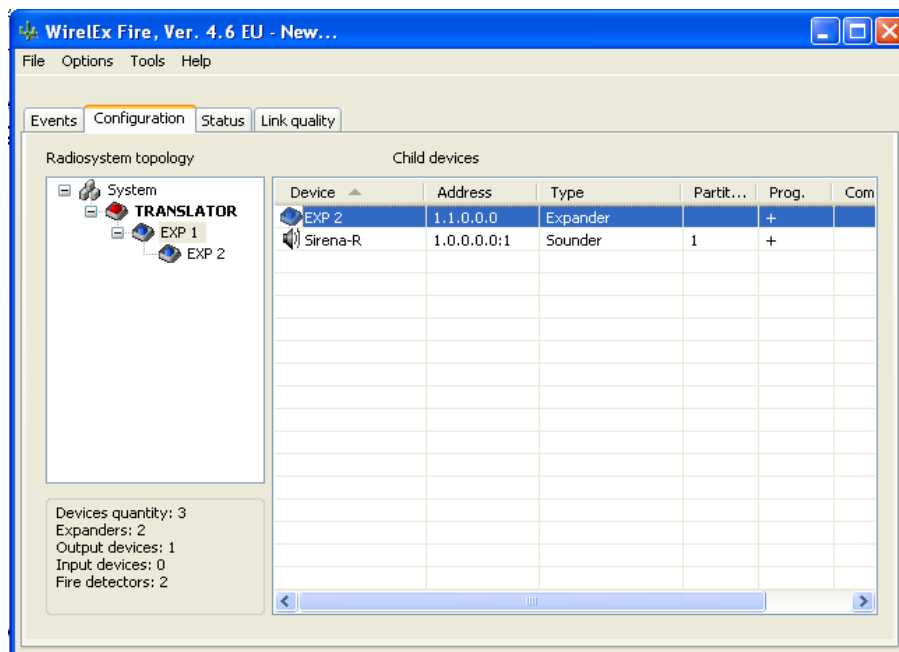 WirelEx Fire, Ver. 4.6 EU - New...
File Options Tools Help
Events Configuration Status Link quality
Radiosystem topology Child devices
System
TRANSLATOR
EXP 1
EXP 2
Device Address Type Partit... Prog. Com
EXP 2 1.1.0.0.0 Expander +
Sirena-R 1.0.0.0.0:1 Sounder 1 +
Devices quantity: 3
Expanders: 2
Output devices: 1
Input devices: 0
Fire detectors: 2